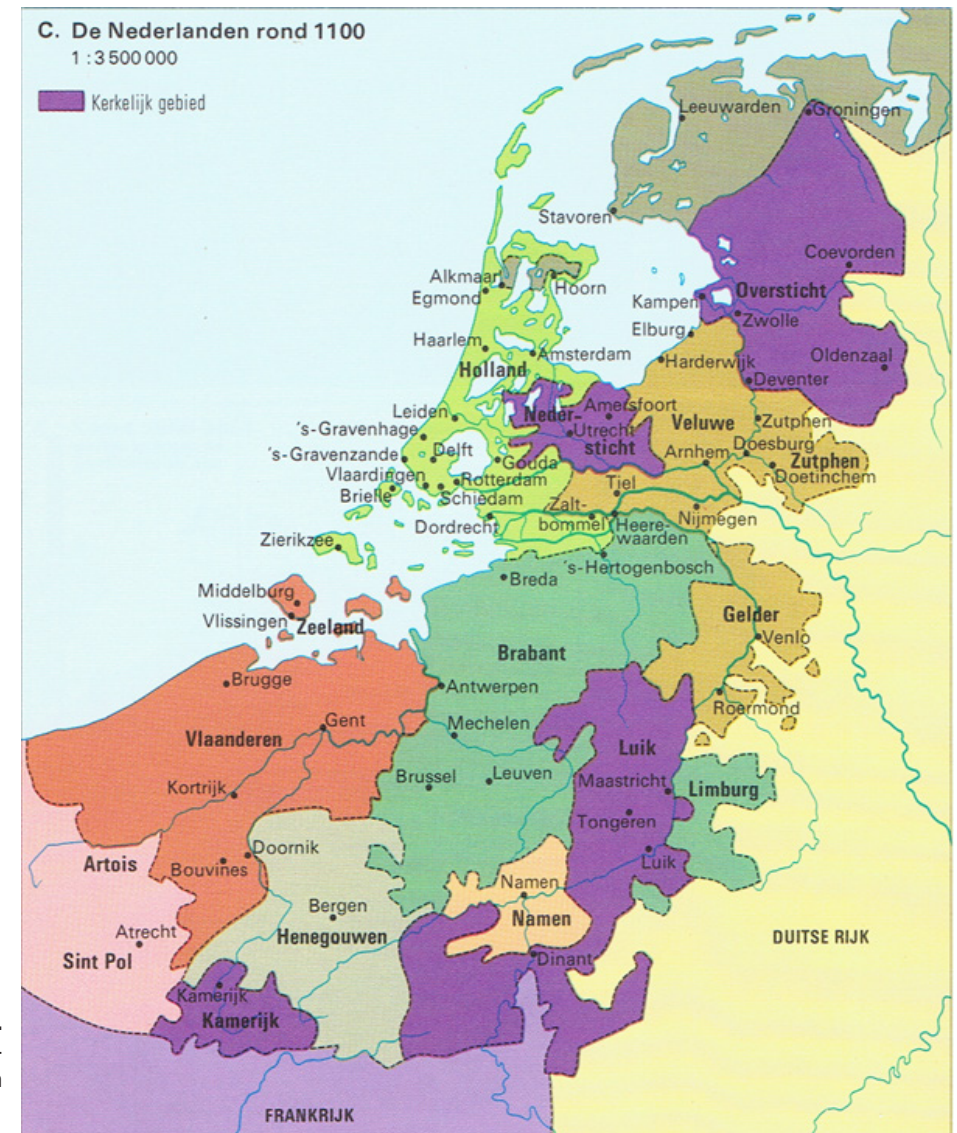 C. De Nederlanden rond 1100
1 : 3 500 000
Kerkelijk gebied
Leeuwarden
Groningen
Stavoren
Coevorden
Alkmaar
Hoorn
Egmond
Kampen
Oversticht
Zwolle
Elburg
Haarlem
Amsterdam
Harderwijk
Oldenzaal
Holland
Deventer
Leiden
Neder-
sticht
Amersfoort
Veluwe
Zutphen
's-Gravenhage
Utrecht
Delft
Doesburg
's-Gravenzande
Gouda
Arnhem
Zutphen
Vlaardingen
Rotterdam
Tiel
Doetinchem
Brielle
Schiedam
Zalt-
bommel
Nijmegen
Dordrecht
Heere-
waarden
Zierikzee
's-Hertogenbosch
Breda
Middelburg
Vlissingen
Zeeland
Gelder
Venlo
Brabant
Brugge
Antwerpen
Roermond
Gent
Mechelen
Vlaanderen
Luik
Brussel
Leuven
Maastricht
Limburg
Kortrijk
Tongeren
Doornik
Artois
Bouvines
Luik
Namen
Bergen
Namen
Atrecht
Henegouwen
DUITSE RIJK
Sint Pol
Dinant
Kamerijk
Kamerijk
FRANKRIJK